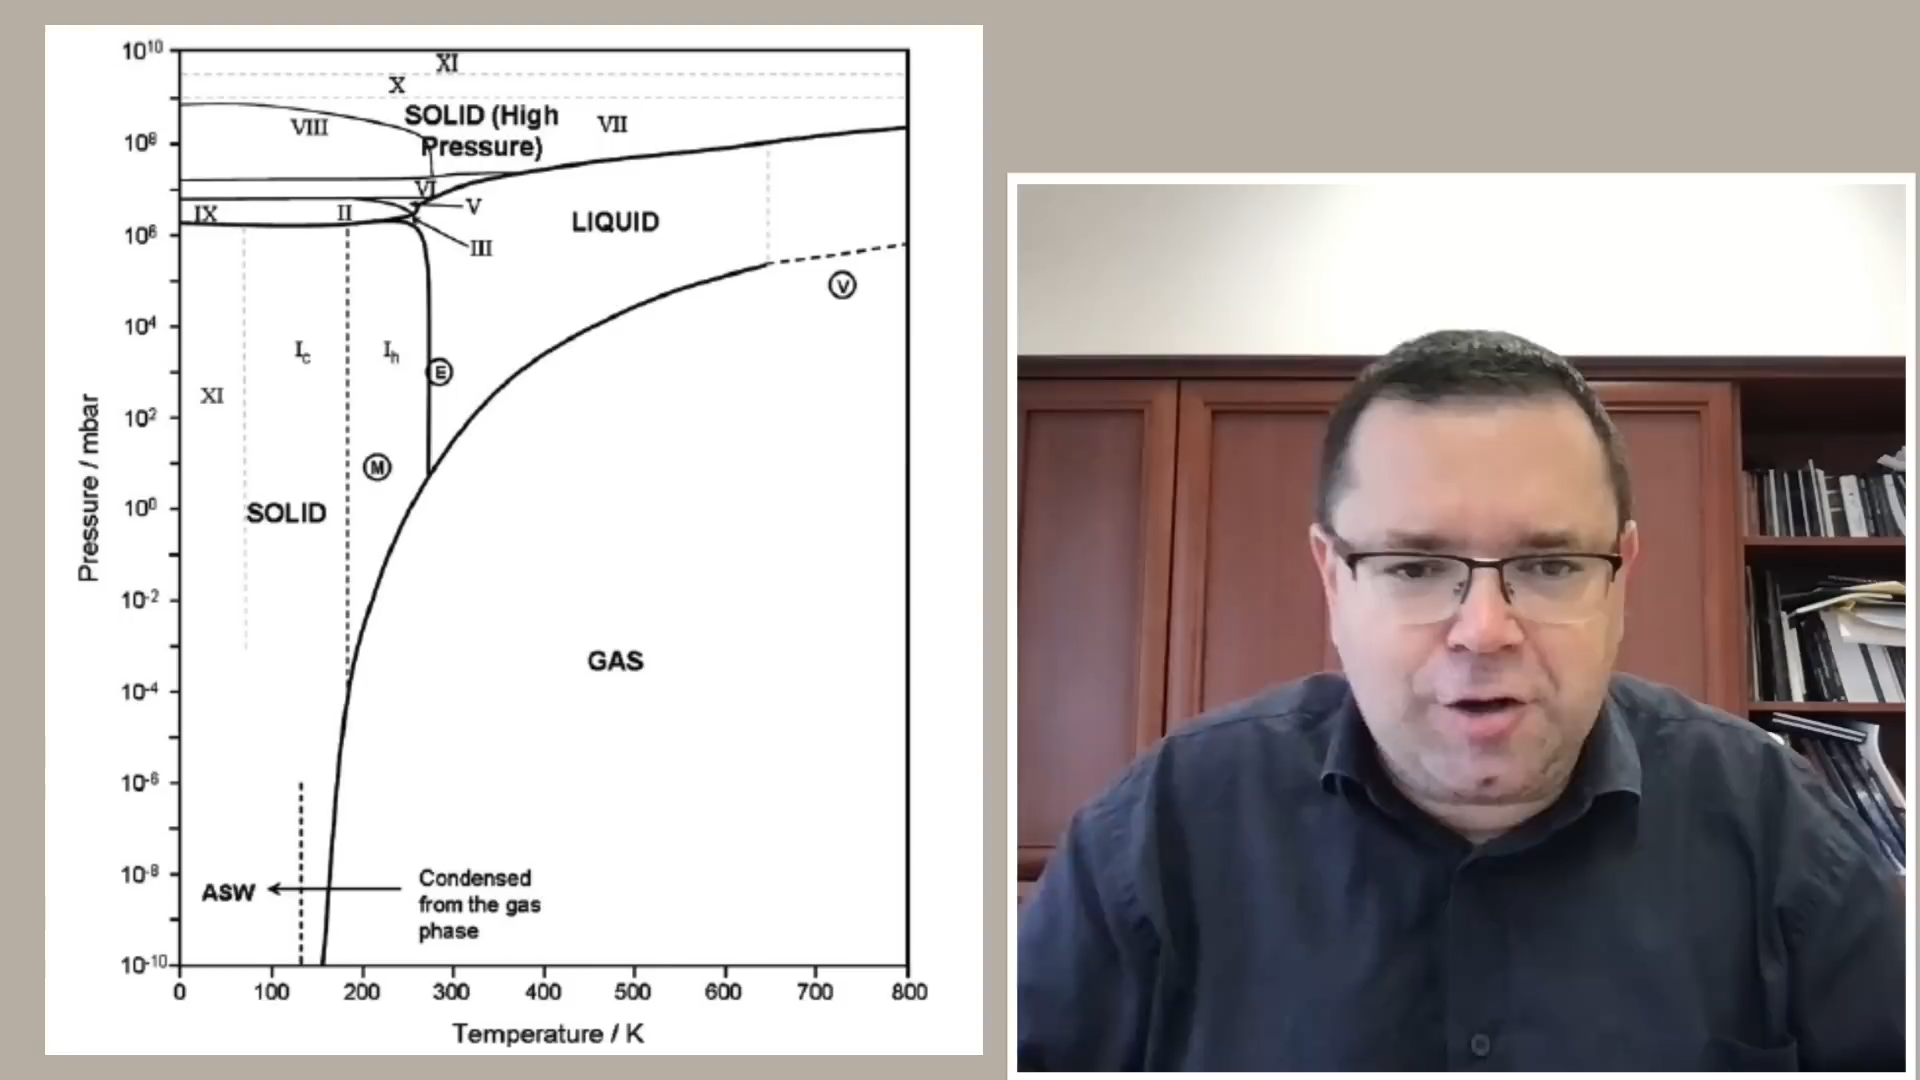 10^10
XI
X
SOLID (High
Pressure)
VIII
VII
10^8
VI
V
IX
II
LIQUID
10^6
III
V
10^4
I_c
I_h
E
XI
10^2
M
Pressure / mbar
SOLID
10^0
10^-2
GAS
10^-4
10^-6
10^-8
ASW
Condensed
from the gas
phase
10^-10
0 100 200 300 400 500 600 700 800
Temperature / K